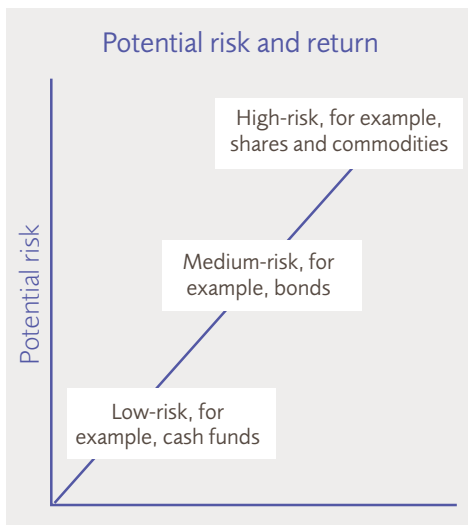 Potential risk and return
High-risk, for example,
shares and commodities
Potential risk
Medium-risk, for
example, bonds
Low-risk, for
example, cash funds